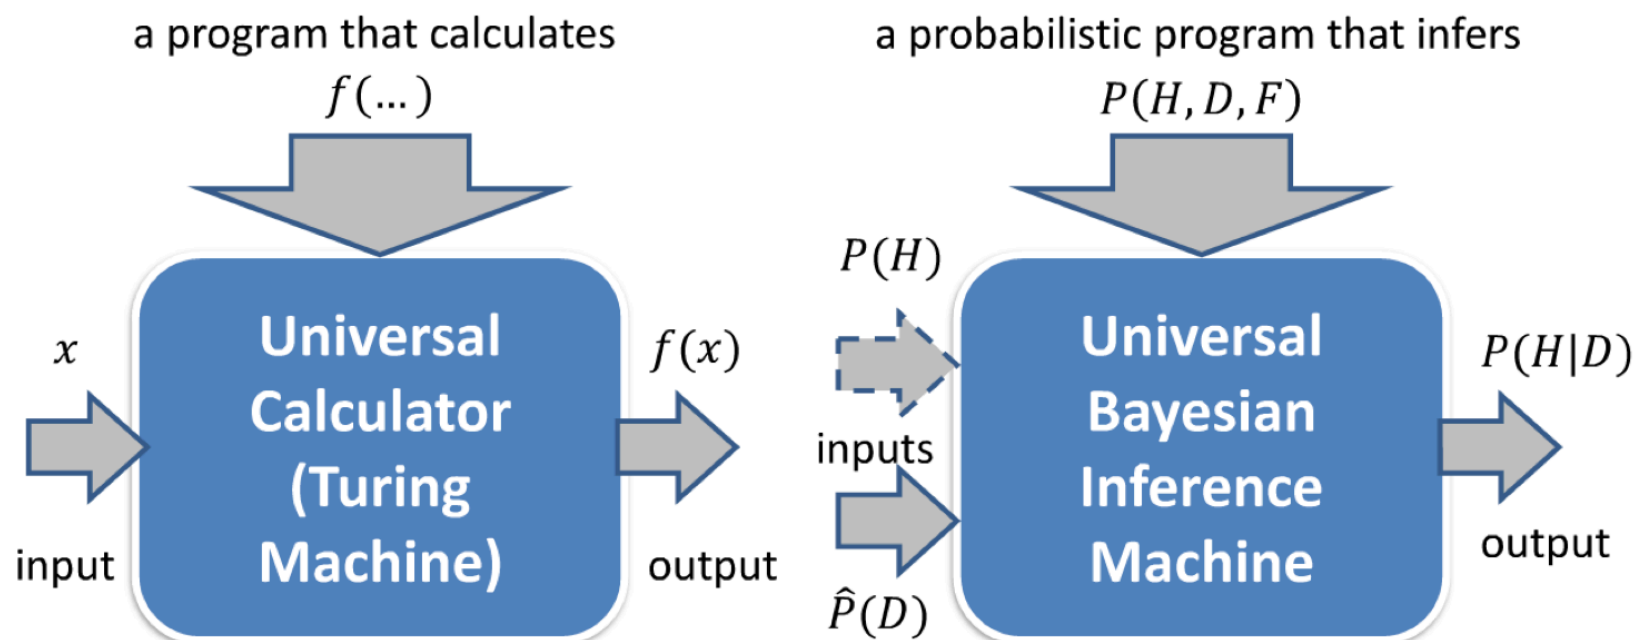 a program that calculates
f(…)
x
input
Universal
Calculator
(Turing
Machine)
f(x)
output
a probabilistic program that infers
P(H, D, F)
P(H)
inputs
P̂(D)
Universal
Bayesian
Inference
Machine
P(H|D)
output